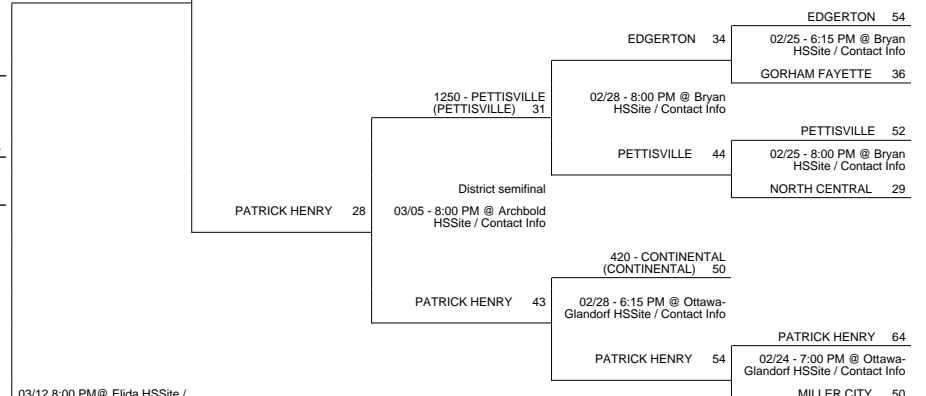 EDGERTON 54
EDGERTON 34
02/25 - 6:15 PM @ Bryan
HSSite / Contact Info
GORHAM FAYETTE 36
1250 - PETTISVILLE
(PETTISVILLE) 31
02/28 - 8:00 PM @ Bryan
HSSite / Contact Info
PETTISVILLE 52
PETTISVILLE 44
02/25 - 8:00 PM @ Bryan
HSSite / Contact Info
NORTH CENTRAL 29
District semifinal
PATRICK HENRY 28
03/05 - 8:00 PM @ Archbold
HSSite / Contact Info
420 - CONTINENTAL
(CONTINENTAL) 50
PATRICK HENRY 43
02/28 - 6:15 PM @ Ottawa-
Glandorf HSSite / Contact Info
PATRICK HENRY 64
PATRICK HENRY 54
02/24 - 7:00 PM @ Ottawa-
Glandorf HSSite / Contact Info
MILLER CITY 50
03/12 8:00 PM@ Elida HSSite /